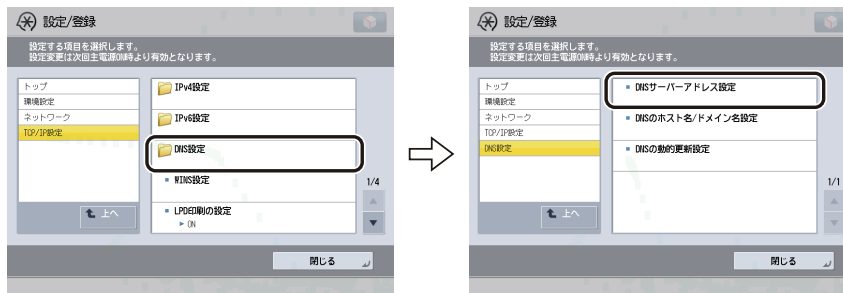 設定/登録
設定する項目を選択します。
設定変更は次回主電源ON時より有効となります。
トップ
環境設定
ネットワーク
TCP/IP設定
上へ
IPv4設定
IPv6設定
DNS設定
WINS設定
LPD印刷の設定
ON
1/4
閉じる
設定/登録
設定する項目を選択します。
設定変更は次回主電源ON時より有効となります。
トップ
環境設定
ネットワーク
TCP/IP設定
DNS設定
上へ
DNSサーバーアドレス設定
DNSのホスト名/ドメイン名設定
DNSの動的更新設定
1/1
閉じる